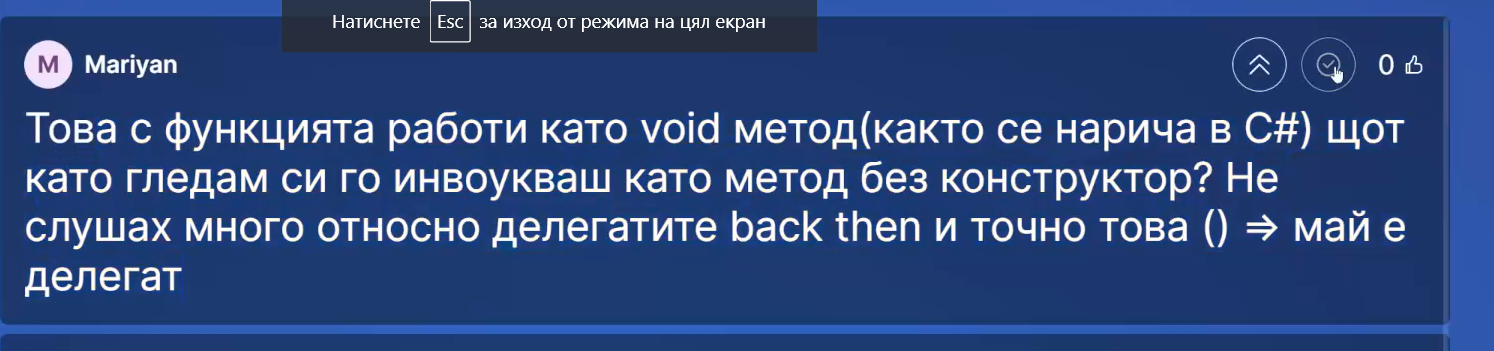 Натиснете Esc за изход от режима на цял екран
M Mariyan 0
Това с функцията работи като void метод(както се нарича в C#) щот
като гледам си го инвоукваш като метод без конструктор? Не
слушах много относно делегатите back then и точно това () => май е
делегат